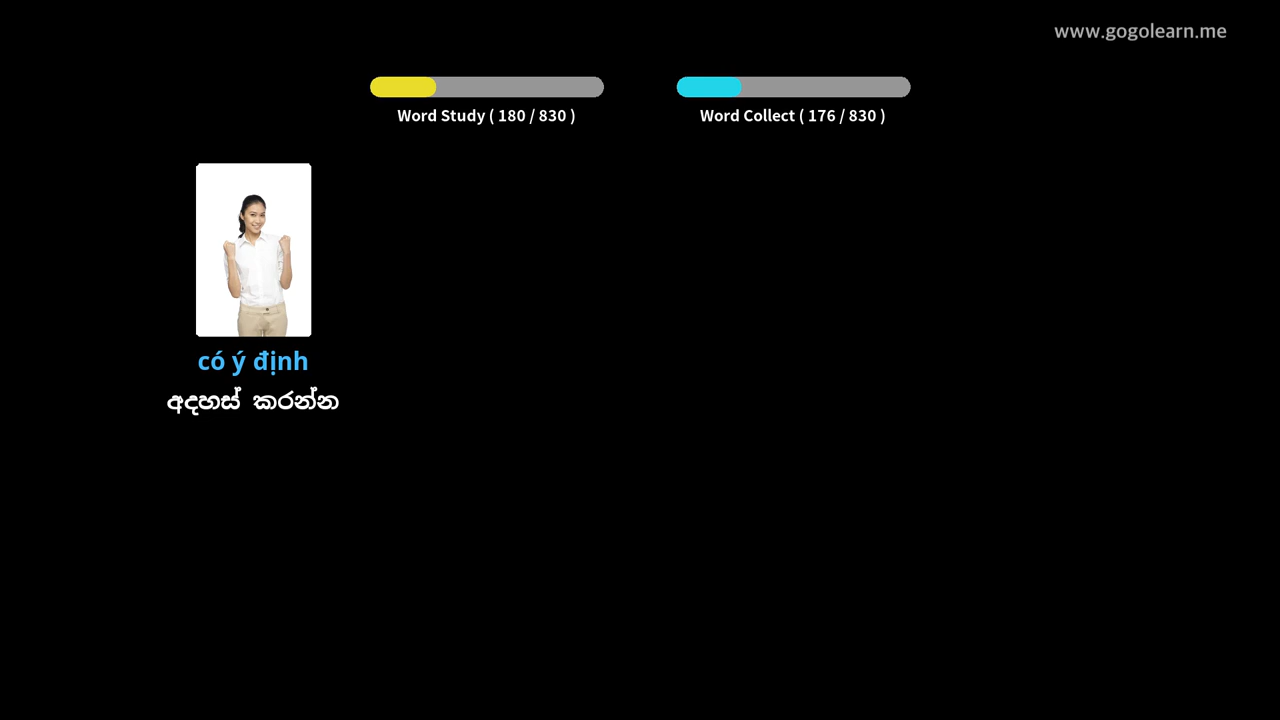 www.gogolearn.me
Word Study ( 180 / 830 )
Word Collect ( 176 / 830 )
có ý định
අදහස් කරන්න